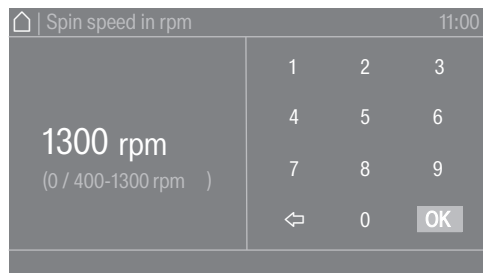 | Spin speed in rpm 11:00
1300 rpm
(0 / 400-1300 rpm )
1 2 3
4 5 6
7 8 9
0 OK